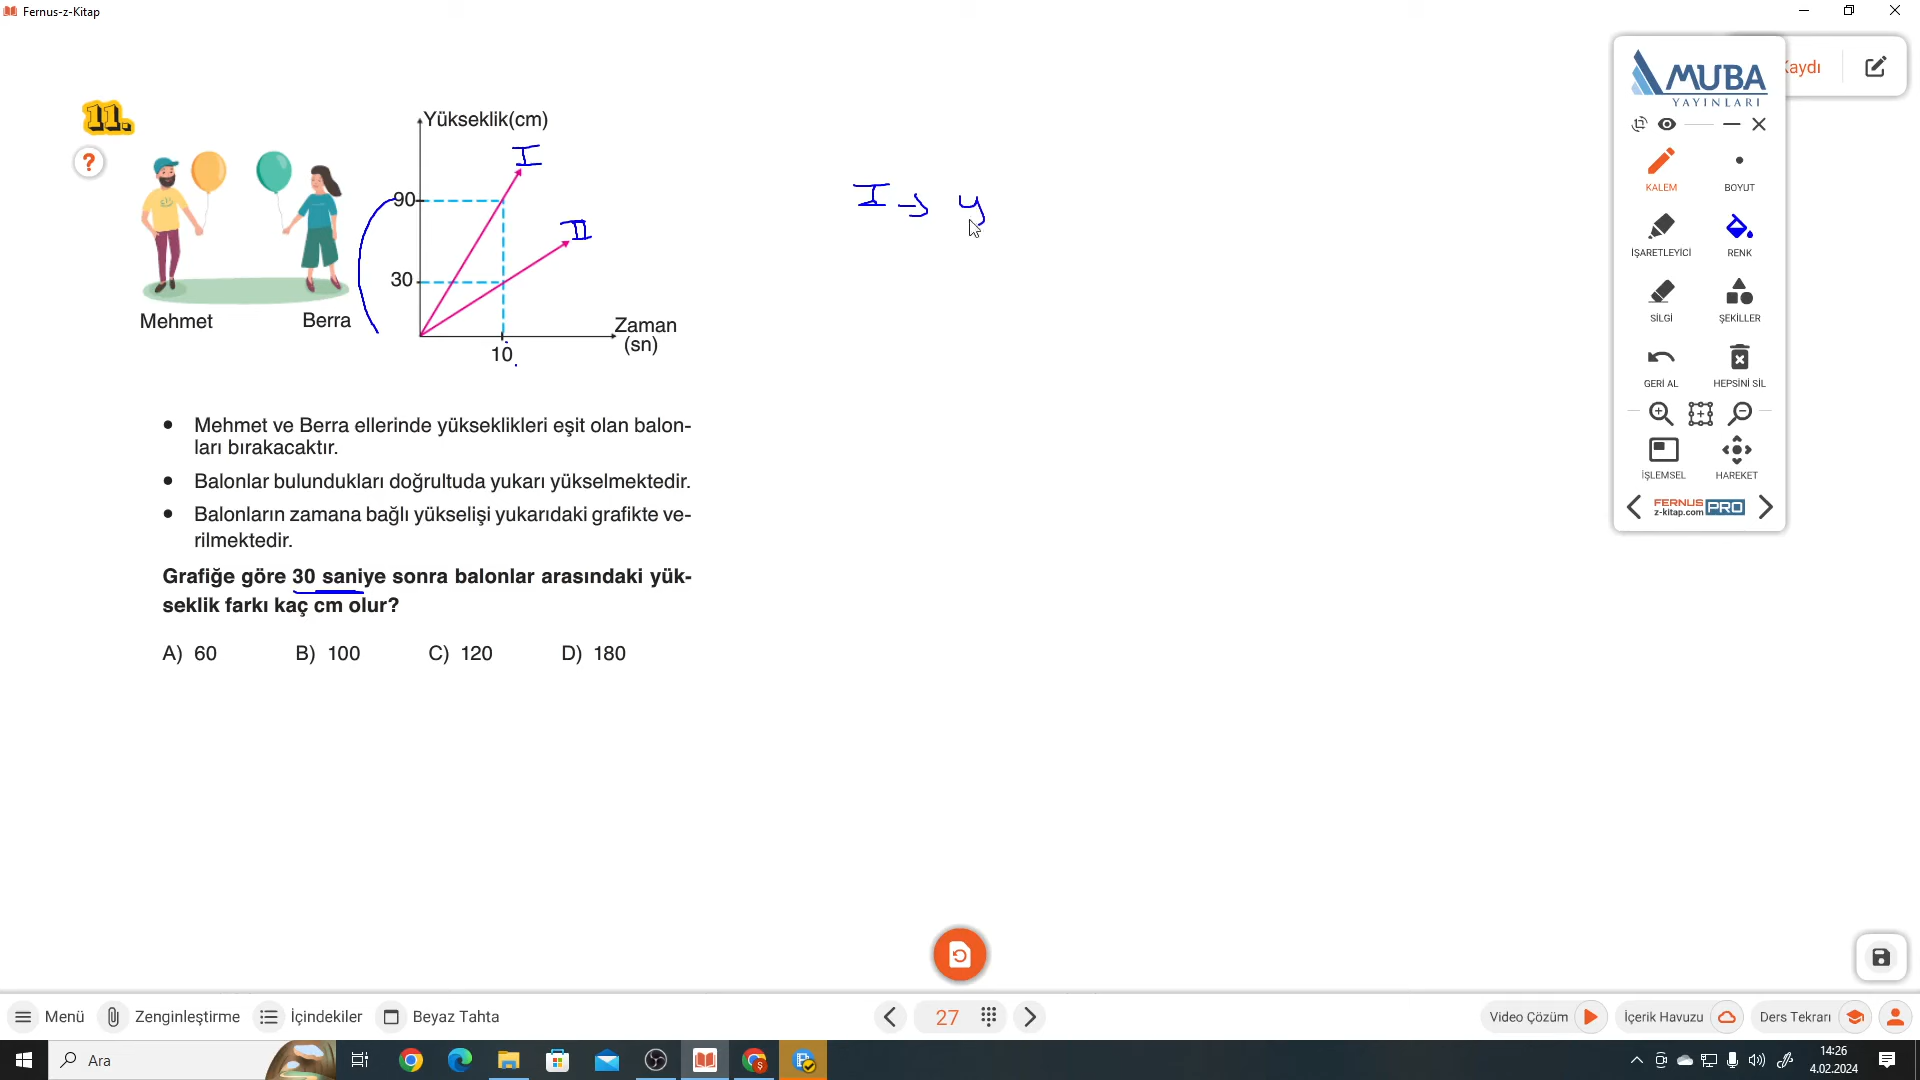 Fernus-z-Kitap
11.
?
Yükseklik(cm)
I
II
90
30
10
Zaman
(sn)
Mehmet
Berra
I → y
• Mehmet ve Berra ellerinde yükseklikleri eşit olan balon-
ları bırakacaktır.
• Balonlar bulundukları doğrultuda yukarı yükselmektedir.
• Balonların zamana bağlı yükselişi yukarıdaki grafikte ve-
rilmektedir.
Grafiğe göre 30 saniye sonra balonlar arasındaki yük-
seklik farkı kaç cm olur?
A) 60 B) 100 C) 120 D) 180
Kaydı
MUBA
YAYINLARI
KALEM BOYUT
İŞARETLEYİCİ RENK
SİLGİ ŞEKİLLER
GERİ AL HEPSİNİ SİL
İŞLEMSEL HAREKET
FERNUS
z-kitap.com PRO
Menü Zenginleştirme İçindekiler Beyaz Tahta 27 Video Çözüm İçerik Havuzu Ders Tekrarı
Ara
14:26
4.02.2024